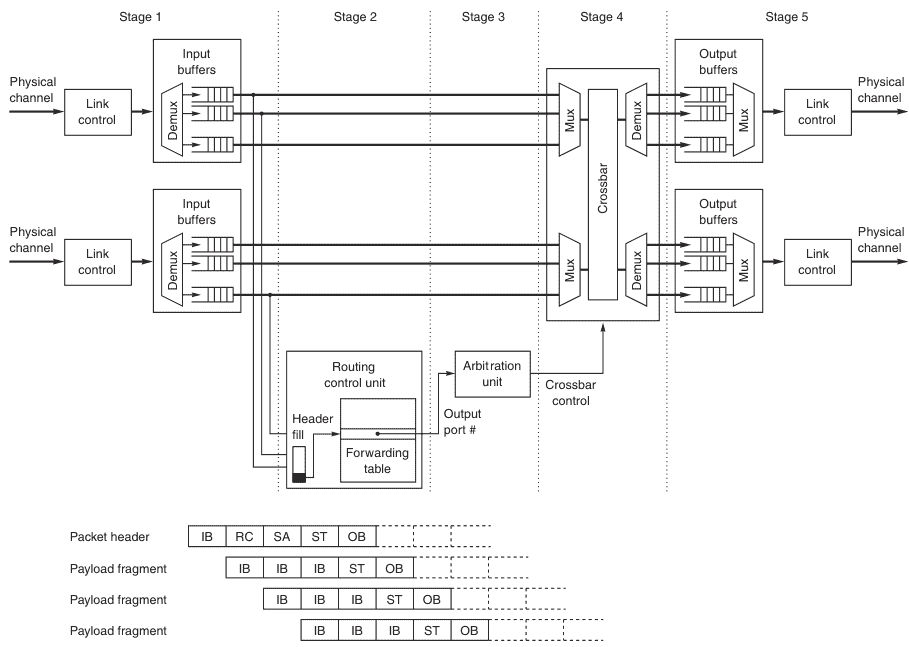 Stage 1
Stage 2
Stage 3
Stage 4
Stage 5
Physical
channel
Link
control
Input
buffers
Demux
Mux
Crossbar
Demux
Output
buffers
Mux
Link
control
Physical
channel
Physical
channel
Link
control
Input
buffers
Demux
Mux
Demux
Output
buffers
Mux
Link
control
Physical
channel
Routing
control unit
Header
fill
Forwarding
table
Arbitration
unit
Output
port #
Crossbar
control
Packet header IB RC SA ST OB
Payload fragment IB IB IB ST OB
Payload fragment IB IB IB ST OB
Payload fragment IB IB IB ST OB